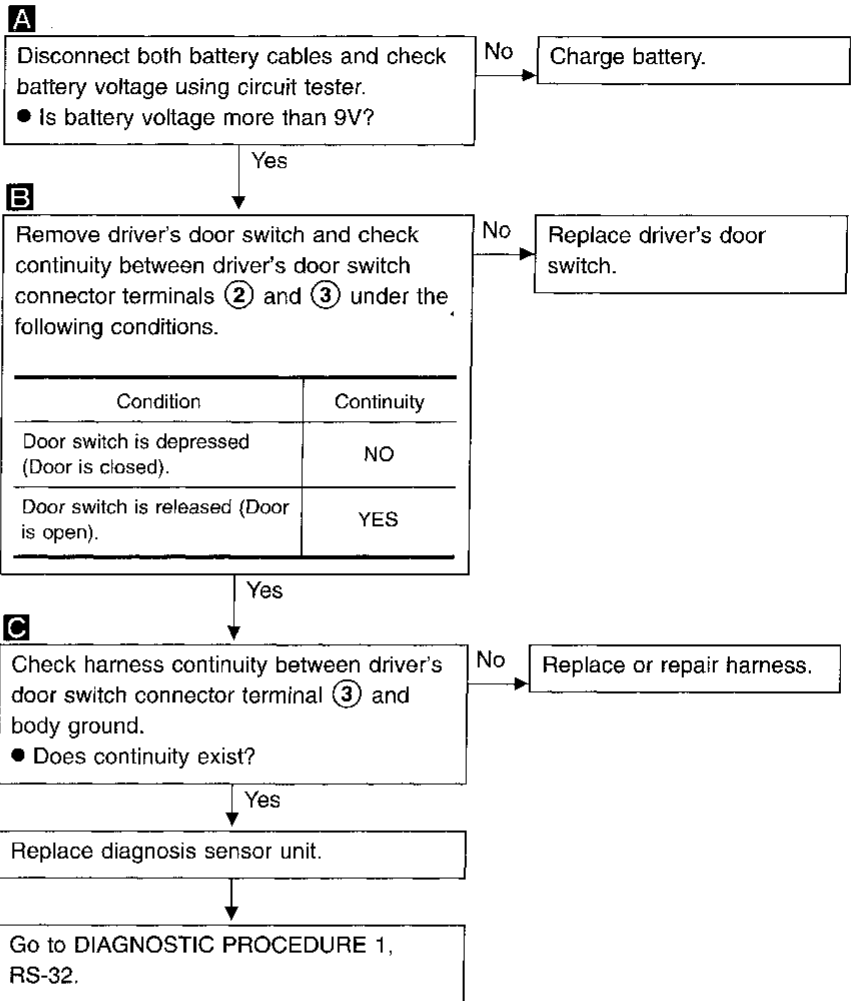 A
Disconnect both battery cables and check
battery voltage using circuit tester.
● Is battery voltage more than 9V?
No
Charge battery.
Yes
B
Remove driver's door switch and check
continuity between driver's door switch
connector terminals ② and ③ under the
following conditions.
Condition Continuity
Door switch is depressed
(Door is closed).
NO
Door switch is released (Door
is open).
YES
No
Replace driver's door
switch.
Yes
C
Check harness continuity between driver's
door switch connector terminal ③ and
body ground.
● Does continuity exist?
No
Replace or repair harness.
Yes
Replace diagnosis sensor unit.
Go to DIAGNOSTIC PROCEDURE 1,
RS-32.